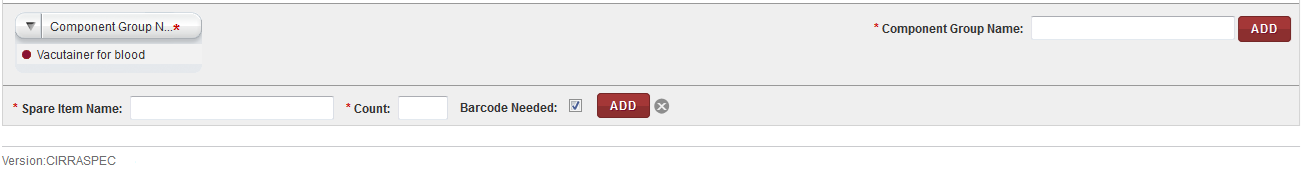 Component Group N...* * Component Group Name: ADD
Vacutainer for blood
* Spare Item Name: * Count: Barcode Needed: ADD
Version:CIRRASPEC